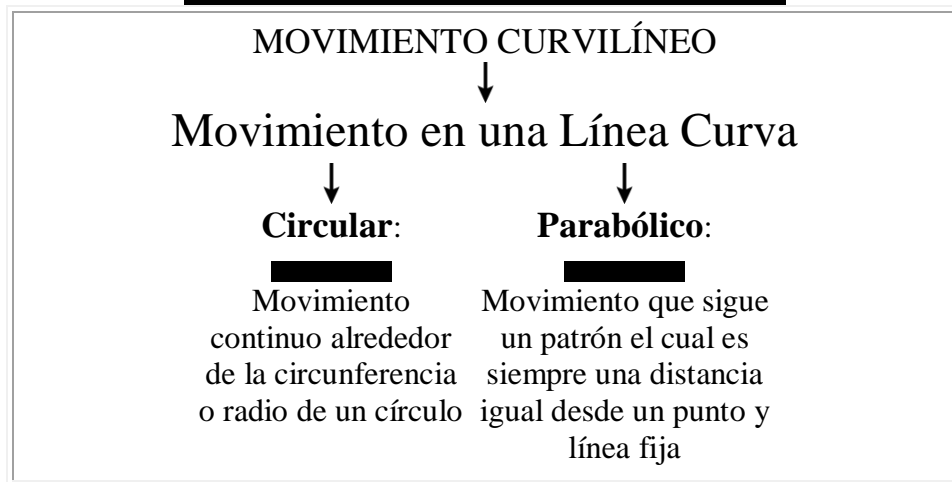 MOVIMIENTO CURVILÍNEO
Movimiento en una Línea Curva
Circular:
Movimiento
continuo alrededor
de la circunferencia
o radio de un círculo
Parabólico:
Movimiento que sigue
un patrón el cual es
siempre una distancia
igual desde un punto y
línea fija